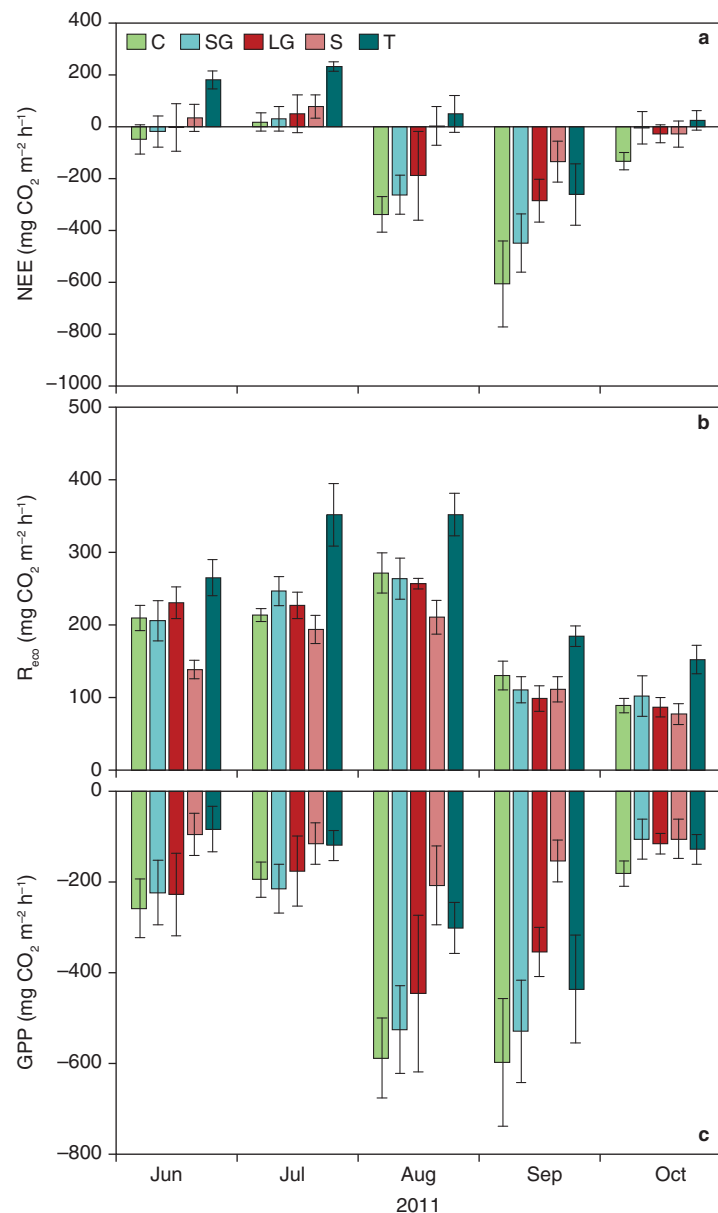 400
C SG LG S T
a
200
0
−200
−400
−600
−800
−1000
NEE (mg CO₂ m⁻² h⁻¹)
500
b
400
300
200
100
0
R_eco (mg CO₂ m⁻² h⁻¹)
0
−200
−400
−600
−800
GPP (mg CO₂ m⁻² h⁻¹)
c
Jun Jul Aug Sep Oct
2011